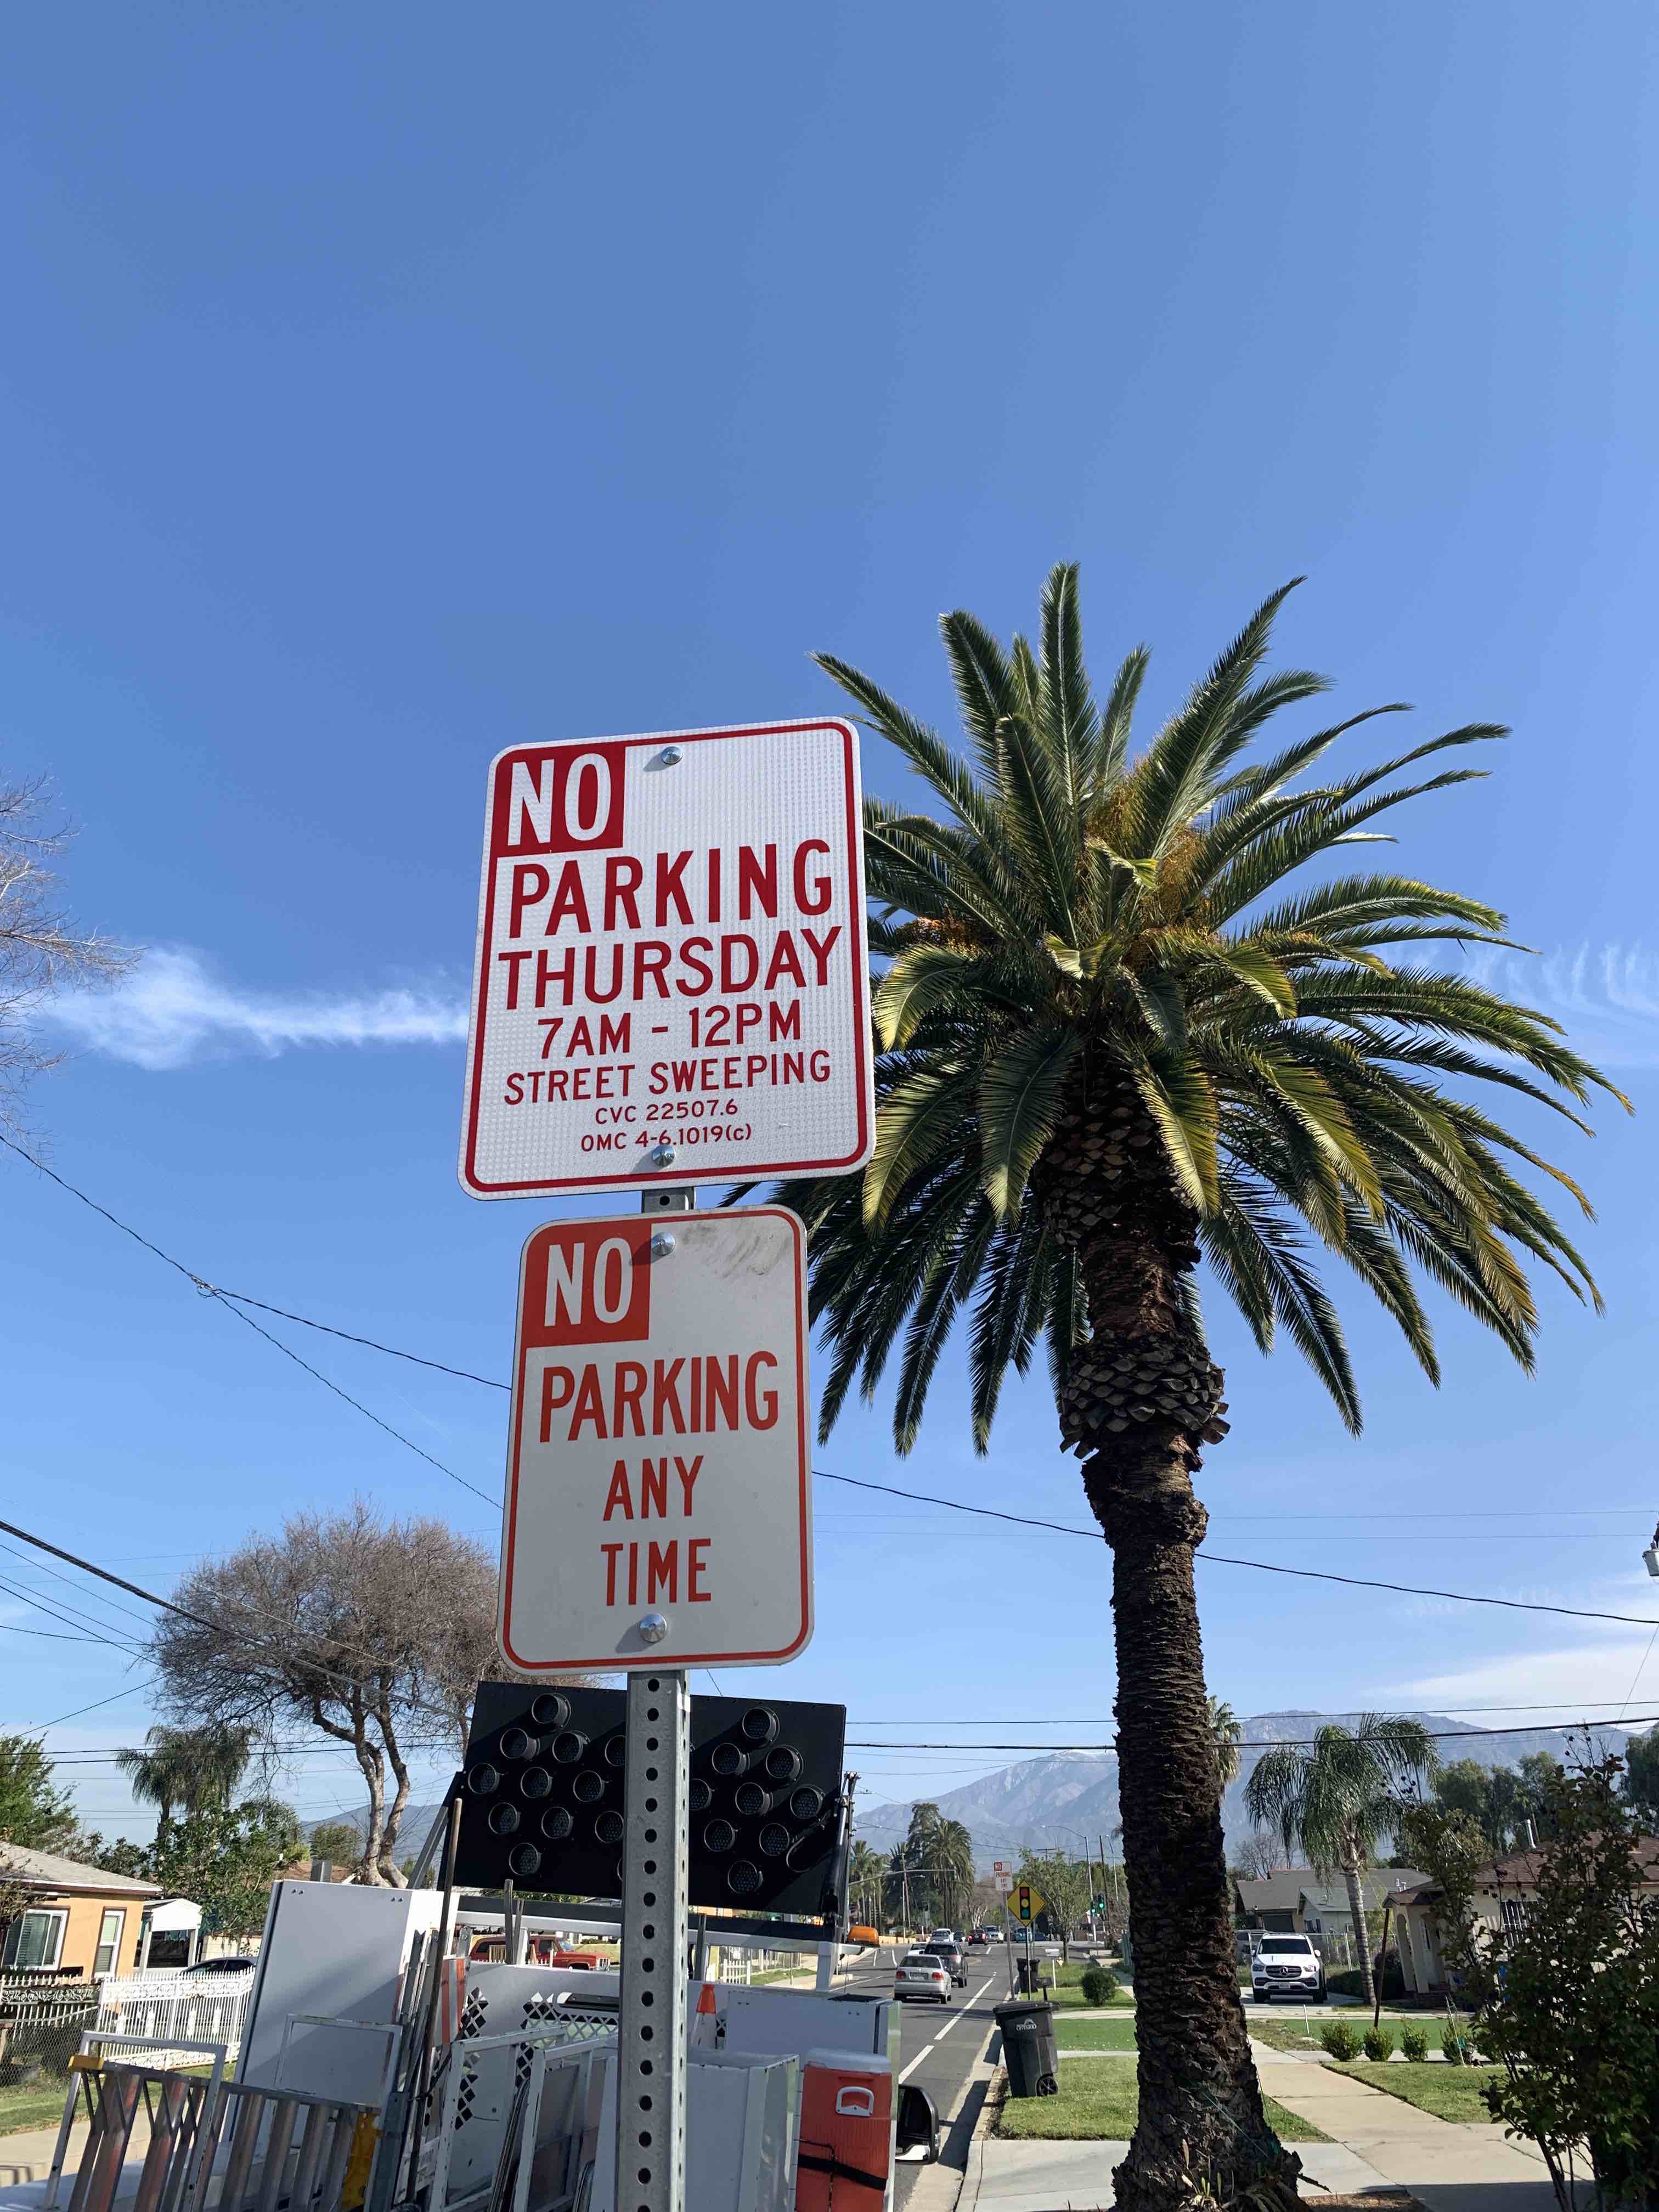 NO
PARKING
THURSDAY
7AM - 12PM
STREET SWEEPING
CVC 22507.6
OMC 4-6.1019(c)
NO
PARKING
ANY
TIME